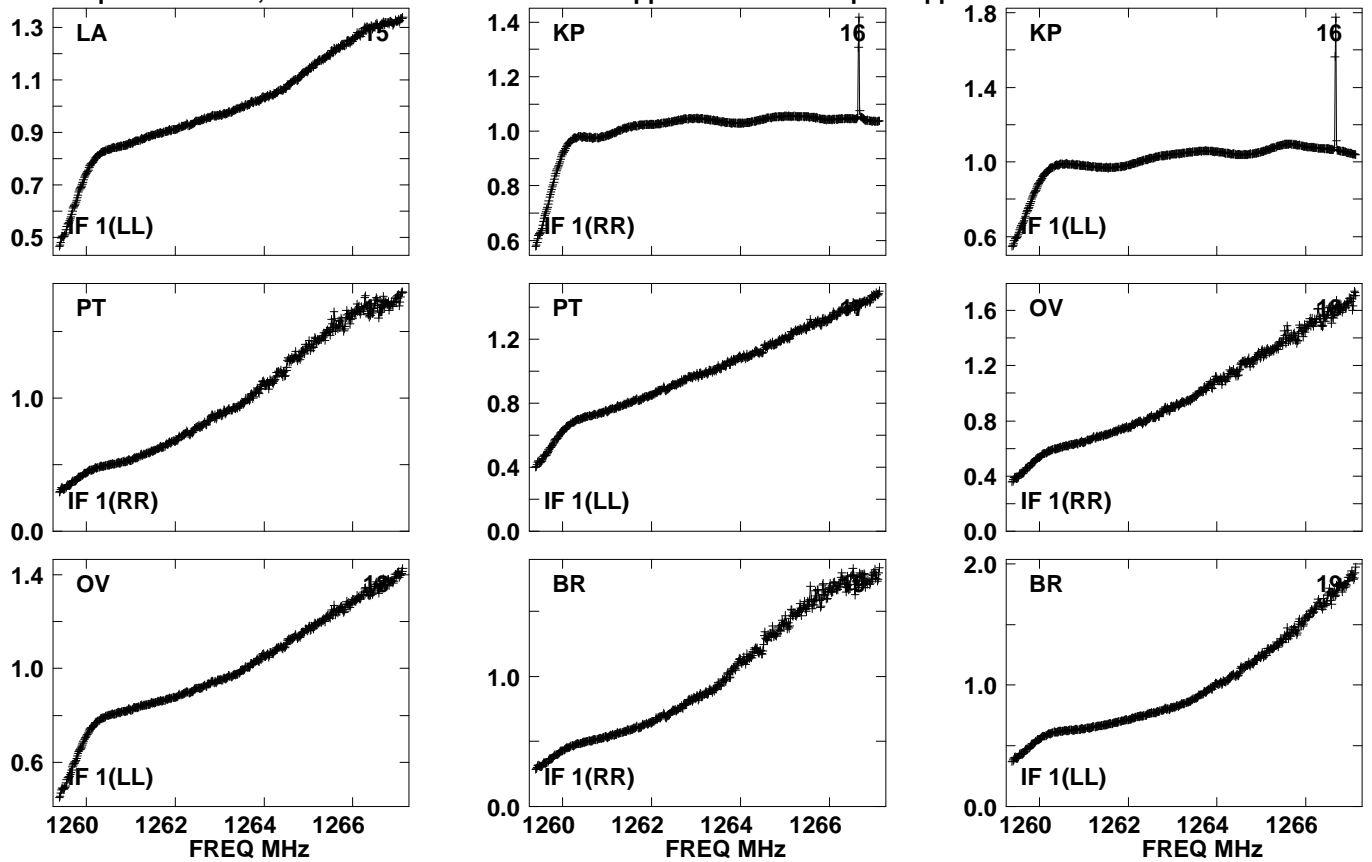 LA 15
1.3
1.1
0.9
0.7
0.5
IF 1(LL)
KP 16
1.4
1.2
1.0
0.8
0.6
IF 1(RR)
KP 16
1.8
1.4
1.0
0.6
IF 1(LL)
PT
1.0
0.0
IF 1(RR)
PT
1.2
0.8
0.4
0.0
IF 1(LL)
OV
1.6
1.2
0.8
0.4
0.0
IF 1(RR)
OV
1.4
1.0
0.6
IF 1(LL)
1260 1262 1264 1266
FREQ MHz
BR
1.0
0.0
IF 1(RR)
1260 1262 1264 1266
FREQ MHz
BR 19
2.0
1.0
0.0
IF 1(LL)
1260 1262 1264 1266
FREQ MHz